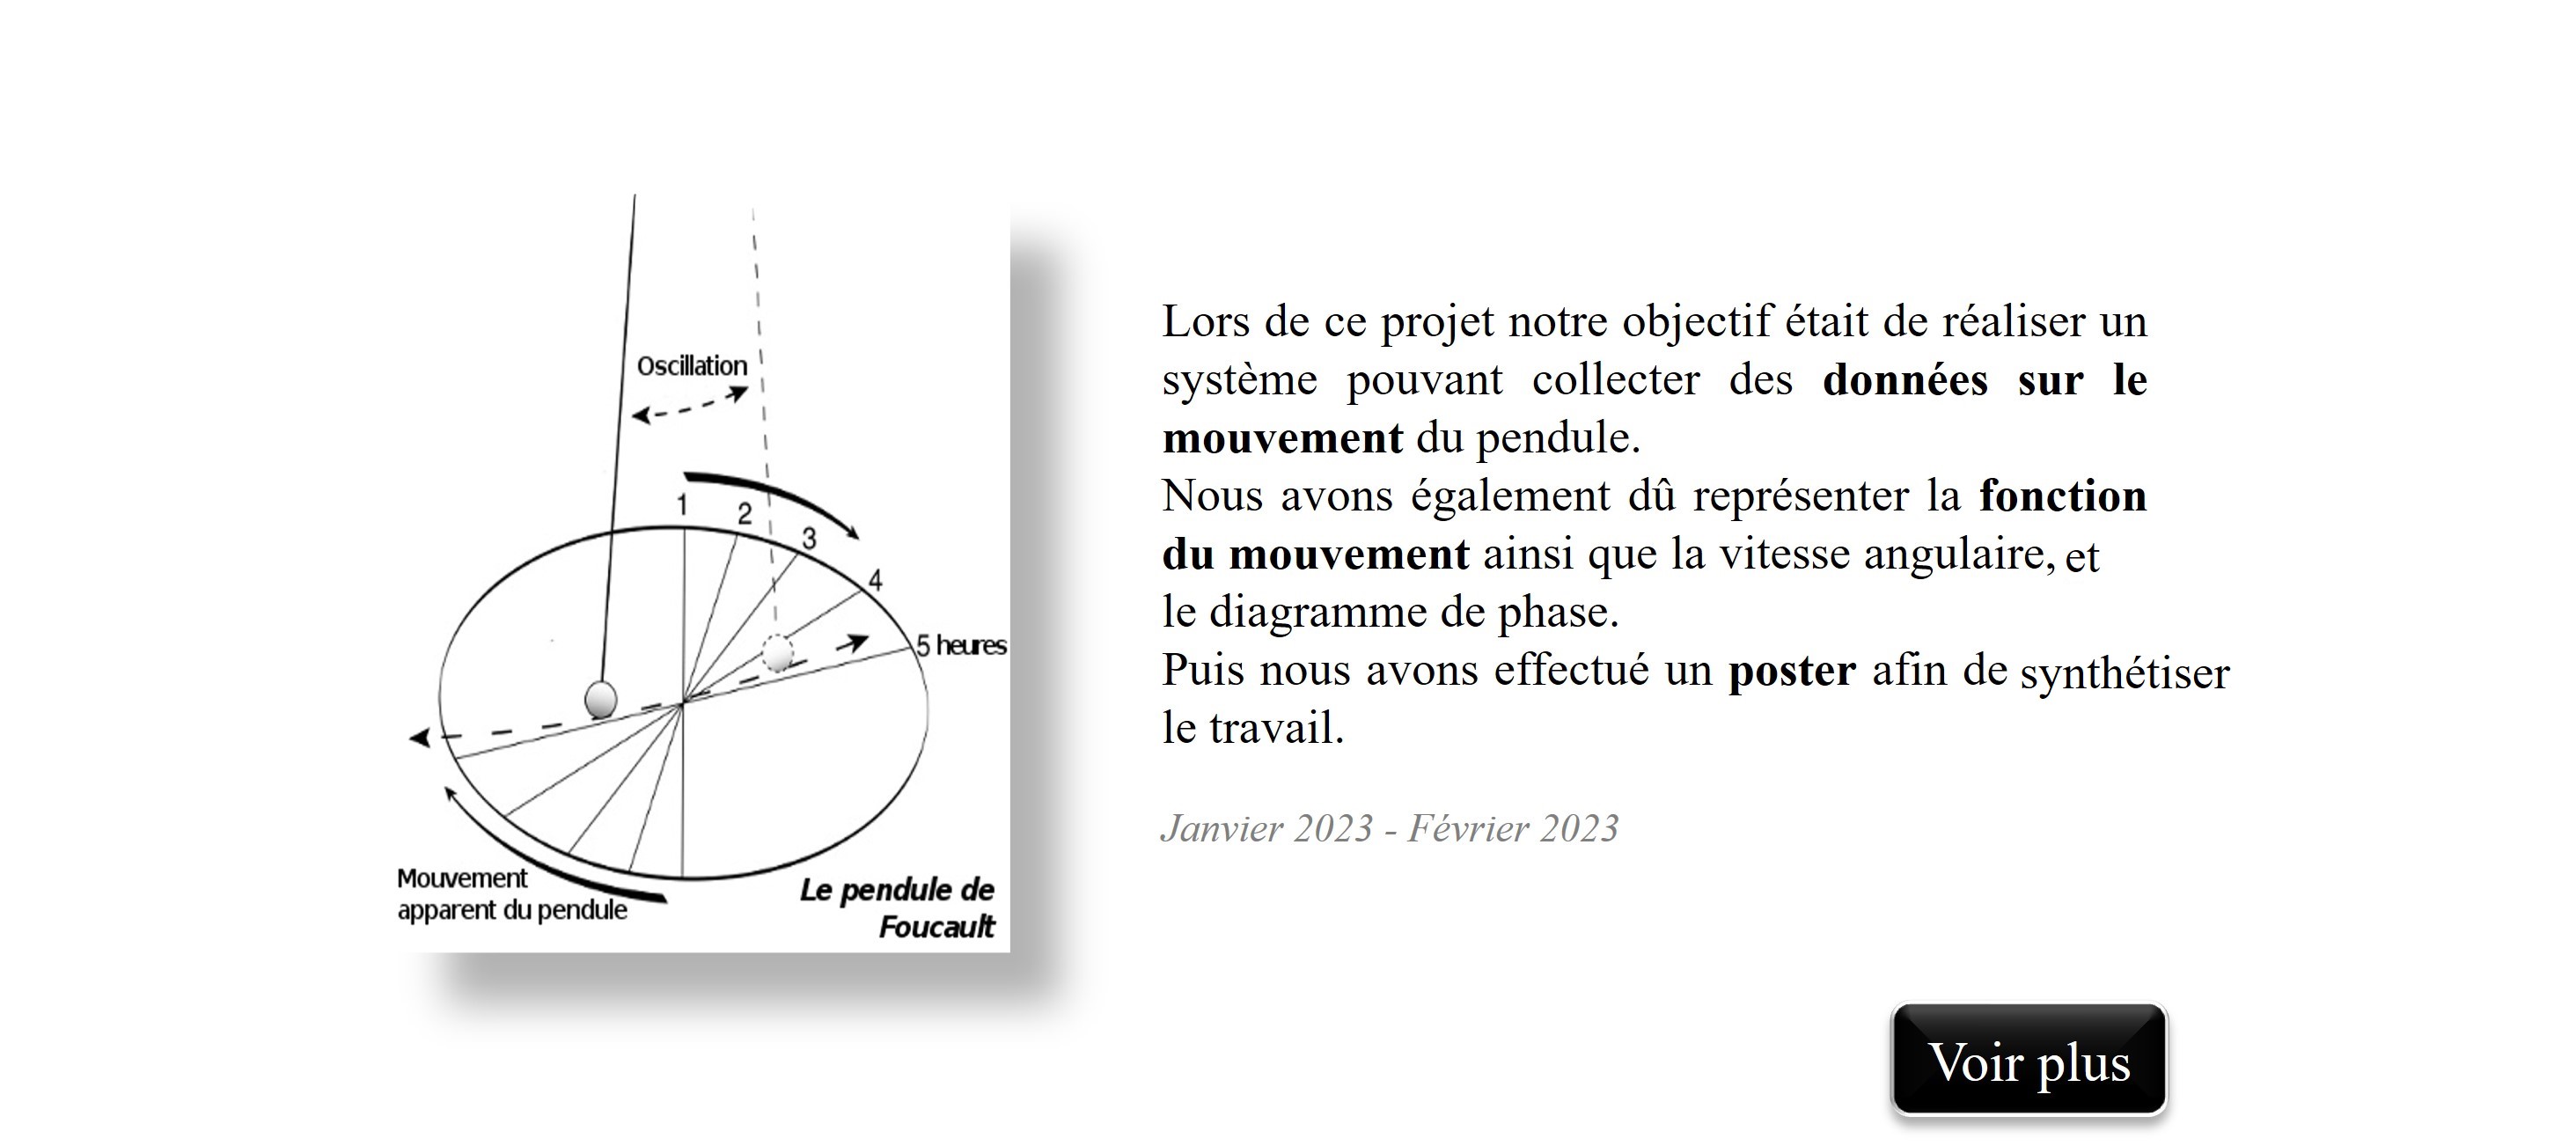 Oscillation
1
2
3
4
5 heures
Mouvement
apparent du pendule
Le pendule de
Foucault
Lors de ce projet notre objectif était de réaliser un
système pouvant collecter des données sur le
mouvement du pendule.
Nous avons également dû représenter la fonction
du mouvement ainsi que la vitesse angulaire, et
le diagramme de phase.
Puis nous avons effectué un poster afin de synthétiser
le travail.
Janvier 2023 - Février 2023
Voir plus